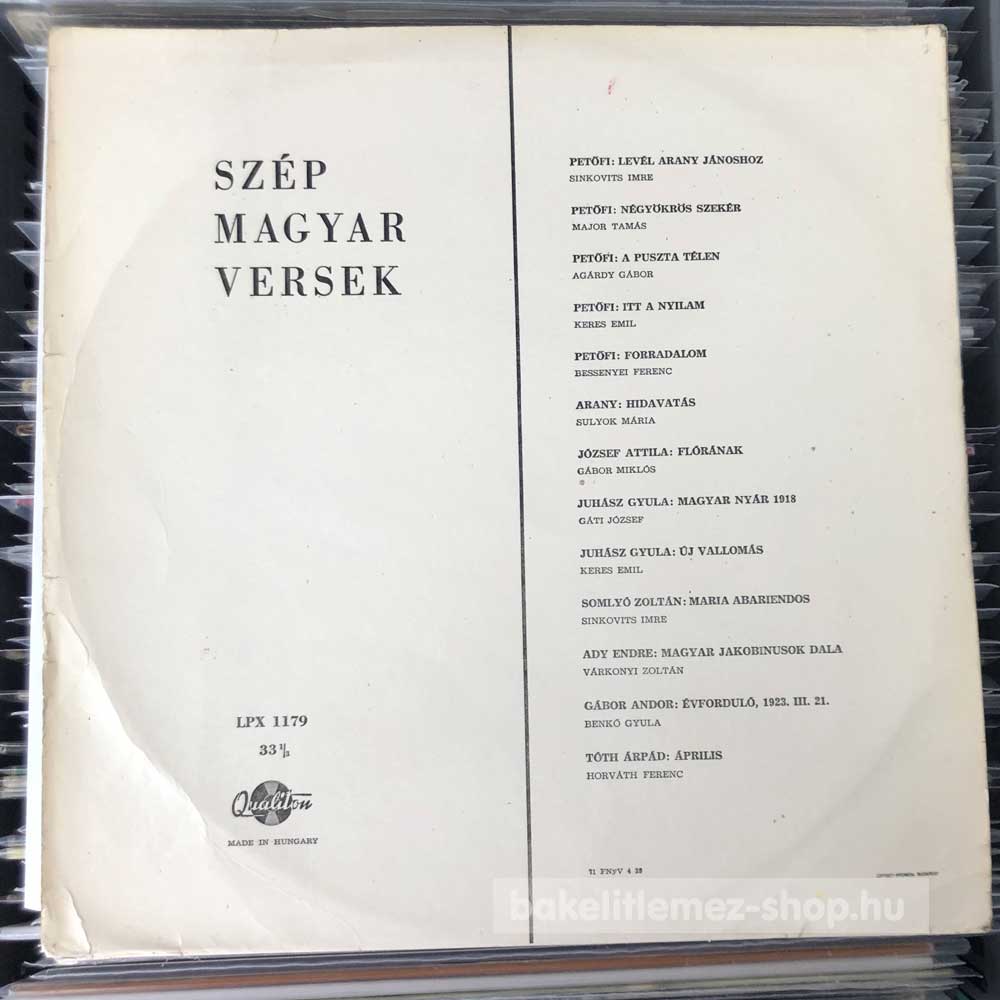 SZÉP
MAGYAR
VERSEK
LPX 1179
33 1/3
Qualiton
MADE IN HUNGARY
PETŐFI: LEVÉL ARANY JÁNOSHOZ
SINKOVITS IMRE
PETŐFI: NÉGYÖKRÖS SZEKÉR
MAJOR TAMÁS
PETŐFI: A PUSZTA TÉLEN
AGÁRDY GÁBOR
PETŐFI: ITT A NYILAM
KERES EMIL
PETŐFI: FORRADALOM
BESSENYEI FERENC
ARANY: HIDAVATÁS
SULYOK MÁRIA
JÓZSEF ATTILA: FLÓRÁNAK
GÁBOR MIKLÓS
JUHÁSZ GYULA: MAGYAR NYÁR 1918
GÁTI JÓZSEF
JUHÁSZ GYULA: ÚJ VALLOMÁS
KERES EMIL
SOMLYÓ ZOLTÁN: MARIA ABARIENDOS
SINKOVITS IMRE
ADY ENDRE: MAGYAR JAKOBINUSOK DALA
VÁRKONYI ZOLTÁN
GÁBOR ANDOR: ÉVFORDULÓ, 1923. III. 21.
BENKŐ GYULA
TÓTH ÁRPÁD: ÁPRILIS
HORVÁTH FERENC
71 FNyV 4 28
bakelitlemez-shop.hu